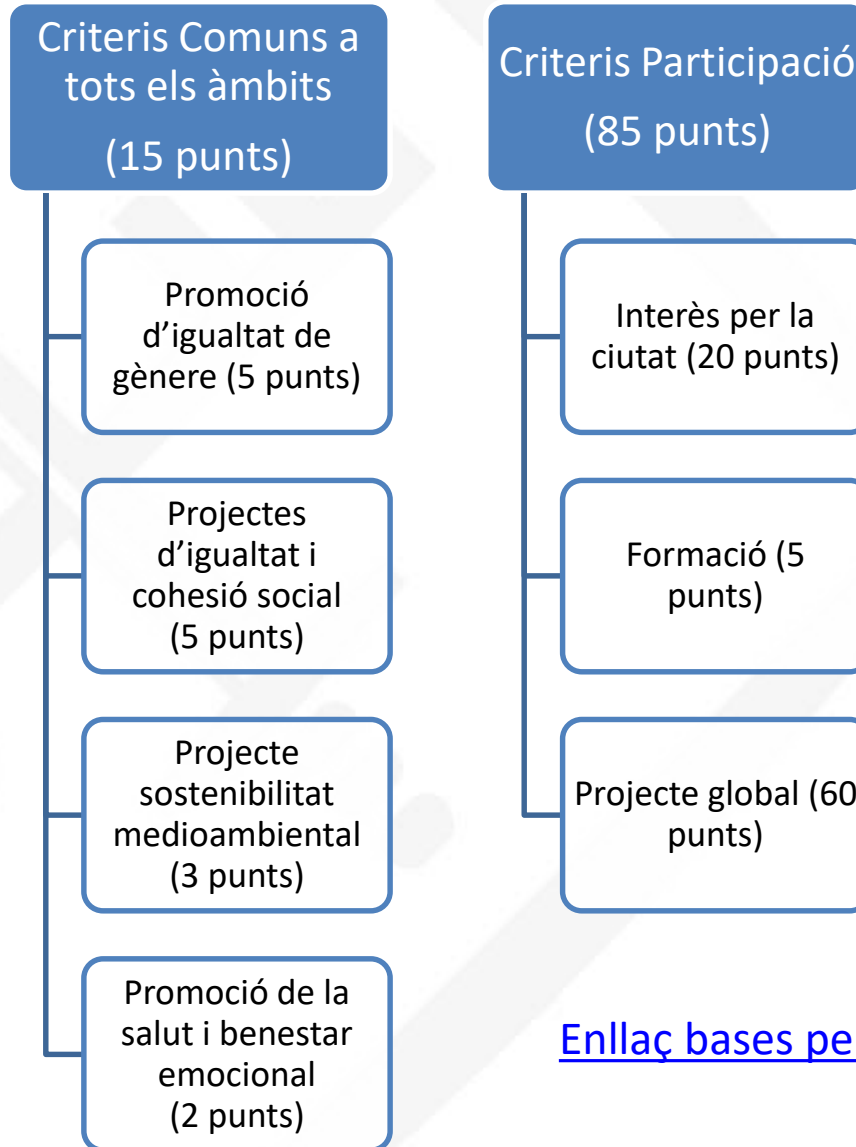 Criteris Comuns a
tots els àmbits
(15 punts)
Promoció
d’igualtat de
gènere (5 punts)
Projectes
d’igualtat i
cohesió social
(5 punts)
Projecte
sostenibilitat
medioambiental
(3 punts)
Promoció de la
salut i benestar
emocional
(2 punts)
Criteris Participació
(85 punts)
Interès per la
ciutat (20 punts)
Formació (5
punts)
Projecte global (60
punts)
Enllaç bases pe